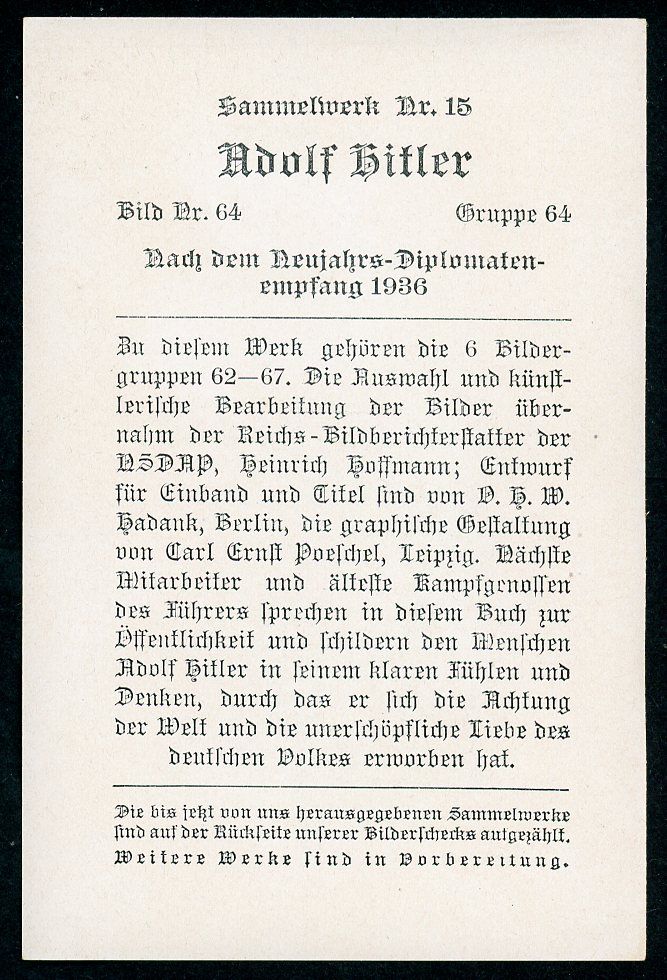 Sammelwerk Nr. 15
Adolf Hitler
Bild Nr. 64 Gruppe 64
Nach dem Neujahrs-Diplomaten-
empfang 1936
Zu diesem Werk gehören die 6 Bilder-
gruppen 62—67. Die Auswahl und künst-
lerische Bearbeitung der Bilder über-
nahm der Reichs-Bildberichterstatter der
NSDAP, Heinrich Hoffmann; Entwurf
für Einband und Titel sind von O. H. W.
Hadank, Berlin, die graphische Gestaltung
von Carl Ernst Poeschel, Leipzig. Nächste
Mitarbeiter und älteste Kampfgenossen
des Führers sprechen in diesem Buch zur
Öffentlichkeit und schildern den Menschen
Adolf Hitler in seinem klaren Fühlen und
Denken, durch das er sich die Achtung
der Welt und die unerschöpfliche Liebe des
deutschen Volkes erworben hat.
Die bis jetzt von uns herausgegebenen Sammelwerke
sind auf der Rückseite unserer Bilderschecks aufgezählt.
Weitere Werke sind in Vorbereitung.